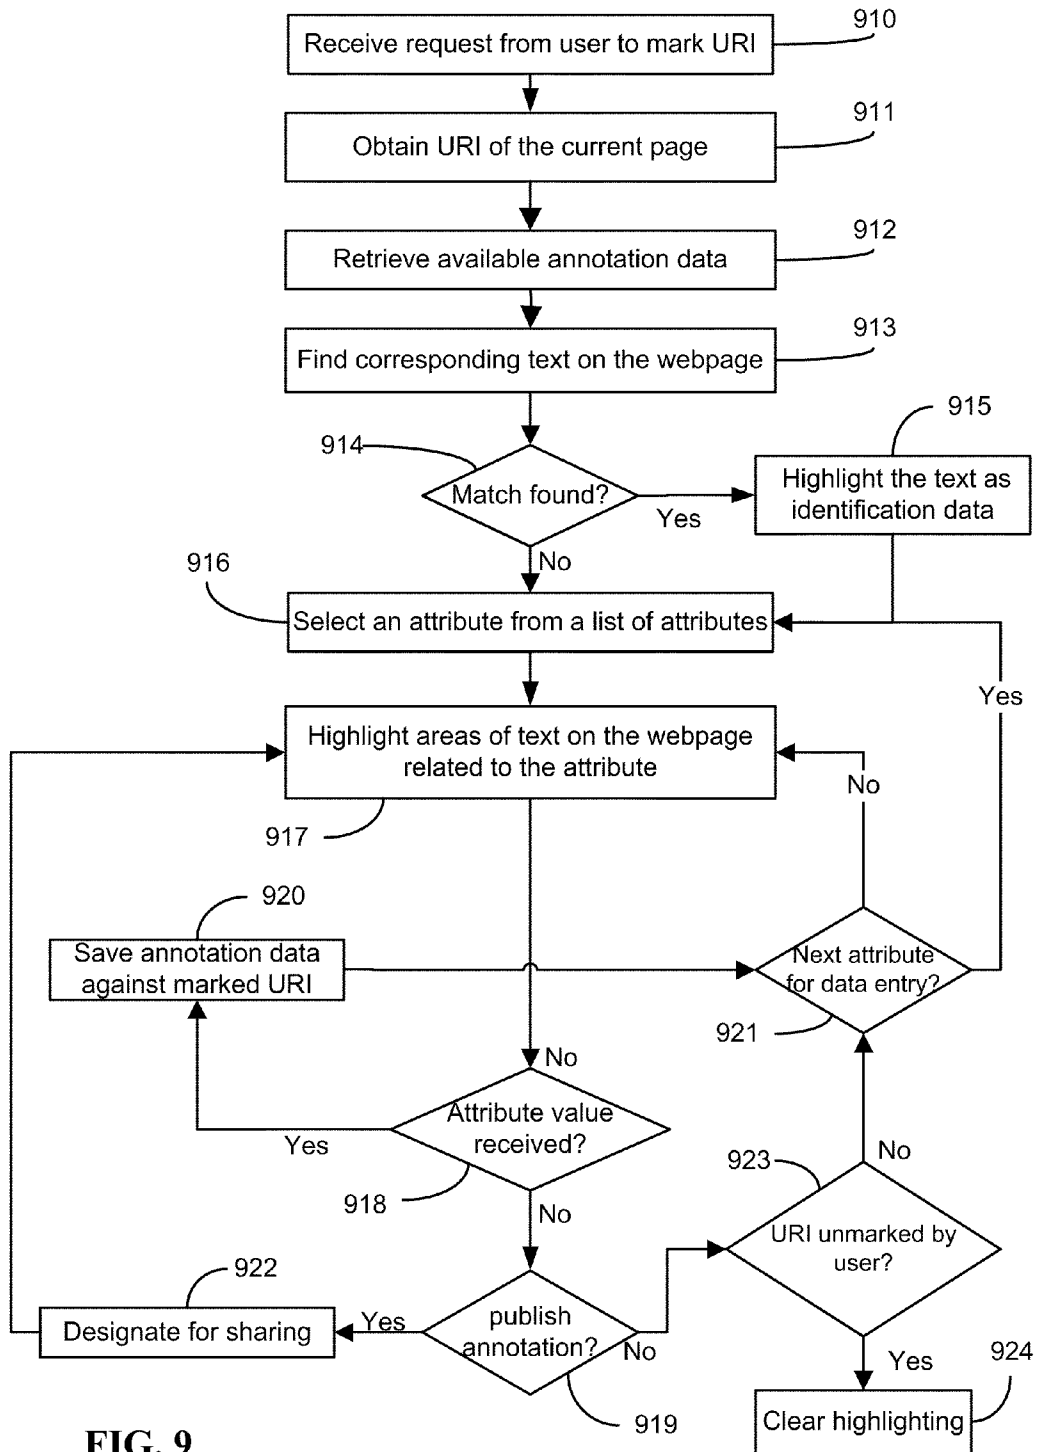 910
Receive request from user to mark URI
911
Obtain URI of the current page
912
Retrieve available annotation data
913
Find corresponding text on the webpage
914
Match found?
Yes
915
Highlight the text as
identification data
No
916
Select an attribute from a list of attributes
Yes
Highlight areas of text on the webpage
related to the attribute
No
917
920
Save annotation data
against marked URI
Next attribute
for data entry?
921
No
Attribute value
received?
Yes
918
No
923
No
URI unmarked by
user?
922
Designate for sharing
Yes
publish
annotation?
No
919
Yes
924
Clear highlighting
FIG. 9